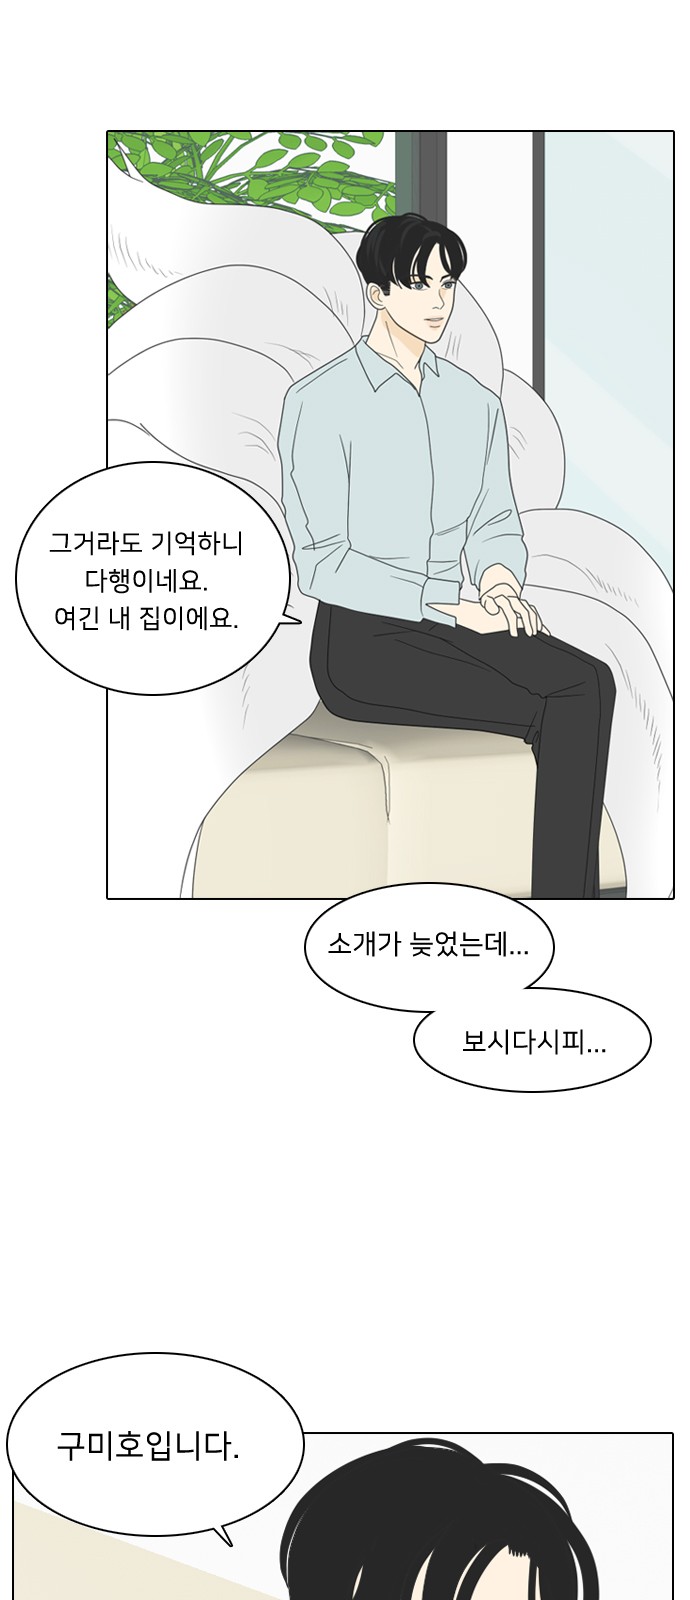 그거라도 기억하니
다행이네요.
여긴 내 집이에요.
소개가 늦었는데...
보시다시피...
구미호입니다.